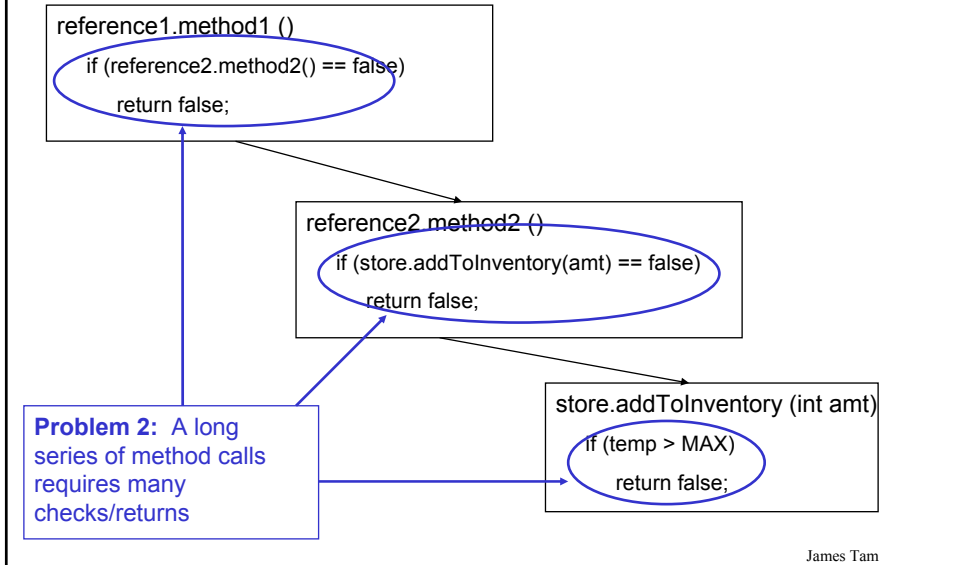 reference1.method1 ()
if (reference2.method2() == false)
return false;
reference2.method2 ()
if (store.addToInventory(amt) == false)
return false;
store.addToInventory (int amt)
if (temp > MAX)
return false;
Problem 2: A long
series of method calls
requires many
checks/returns
James Tam